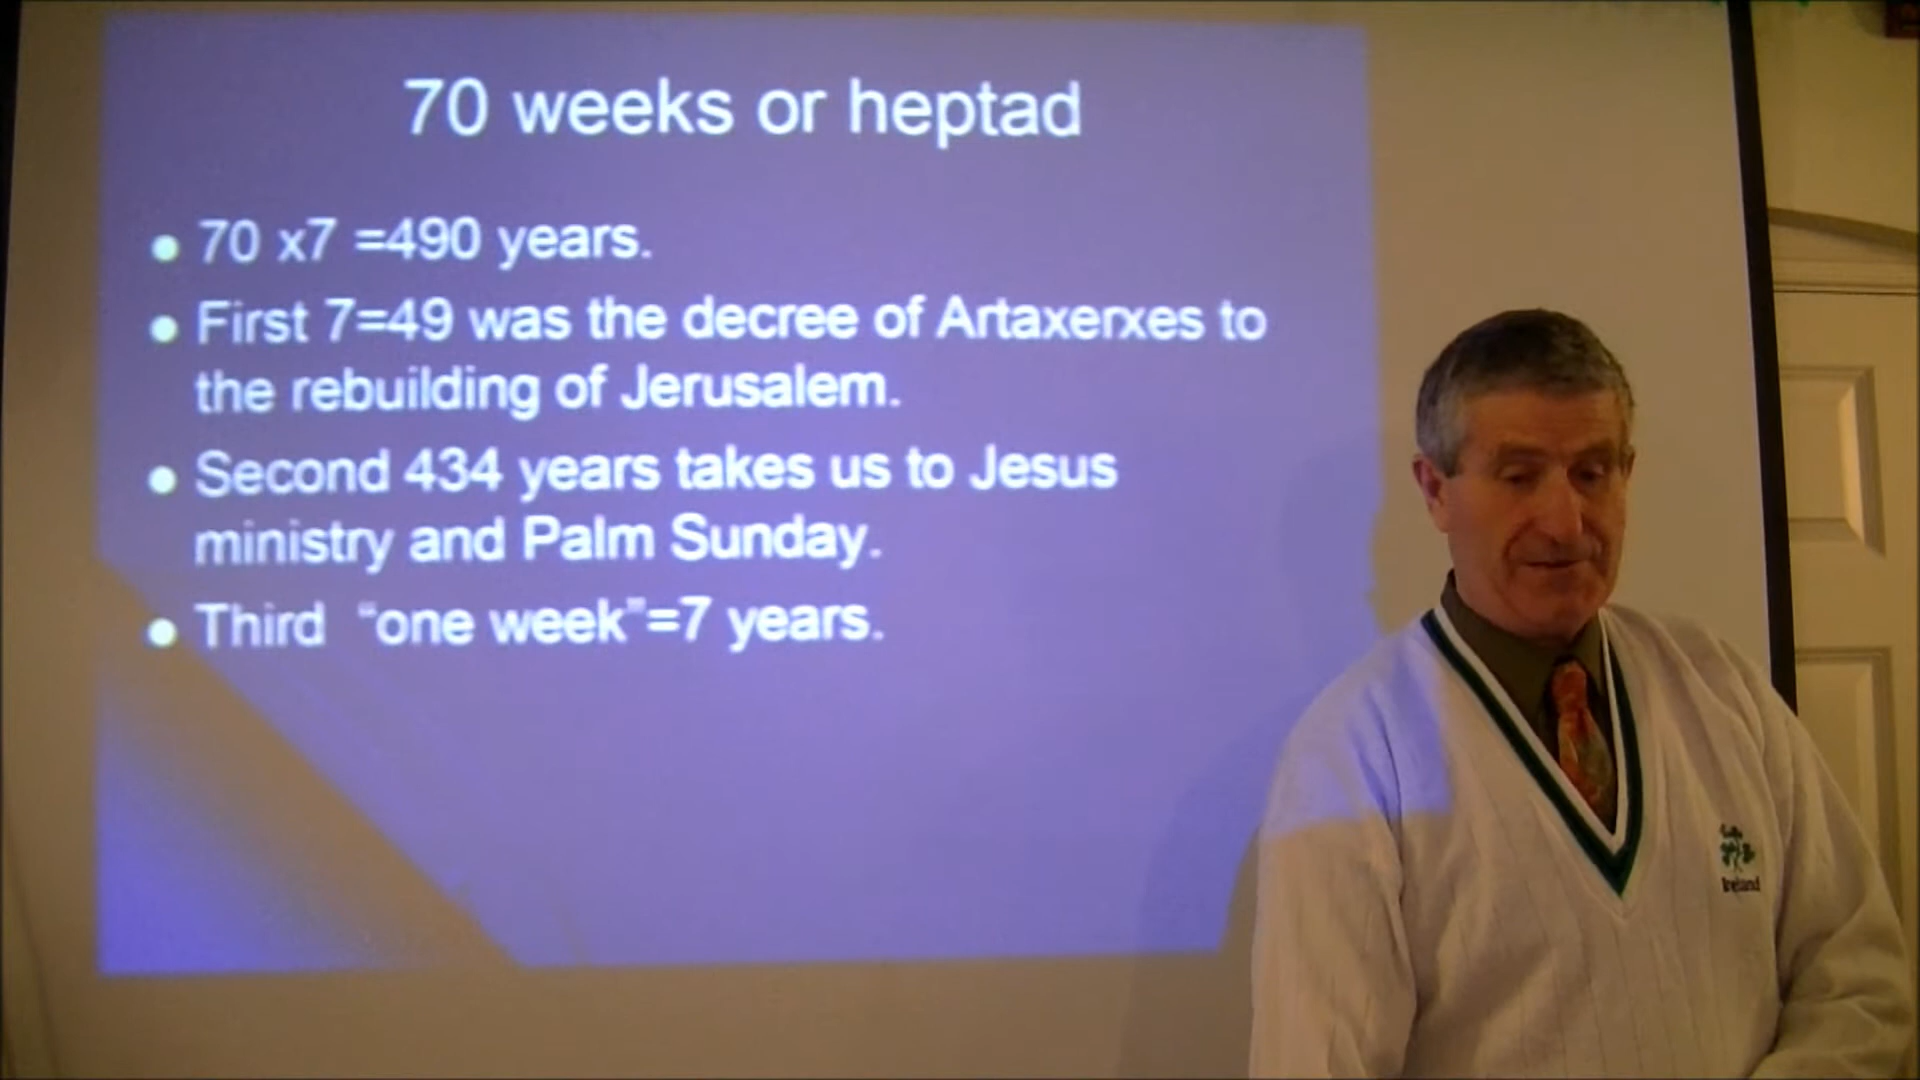 70 weeks or heptad
• 70 x7 =490 years.
• First 7=49 was the decree of Artaxerxes to
the rebuilding of Jerusalem.
• Second 434 years takes us to Jesus
ministry and Palm Sunday.
• Third “one week”=7 years.
Ireland